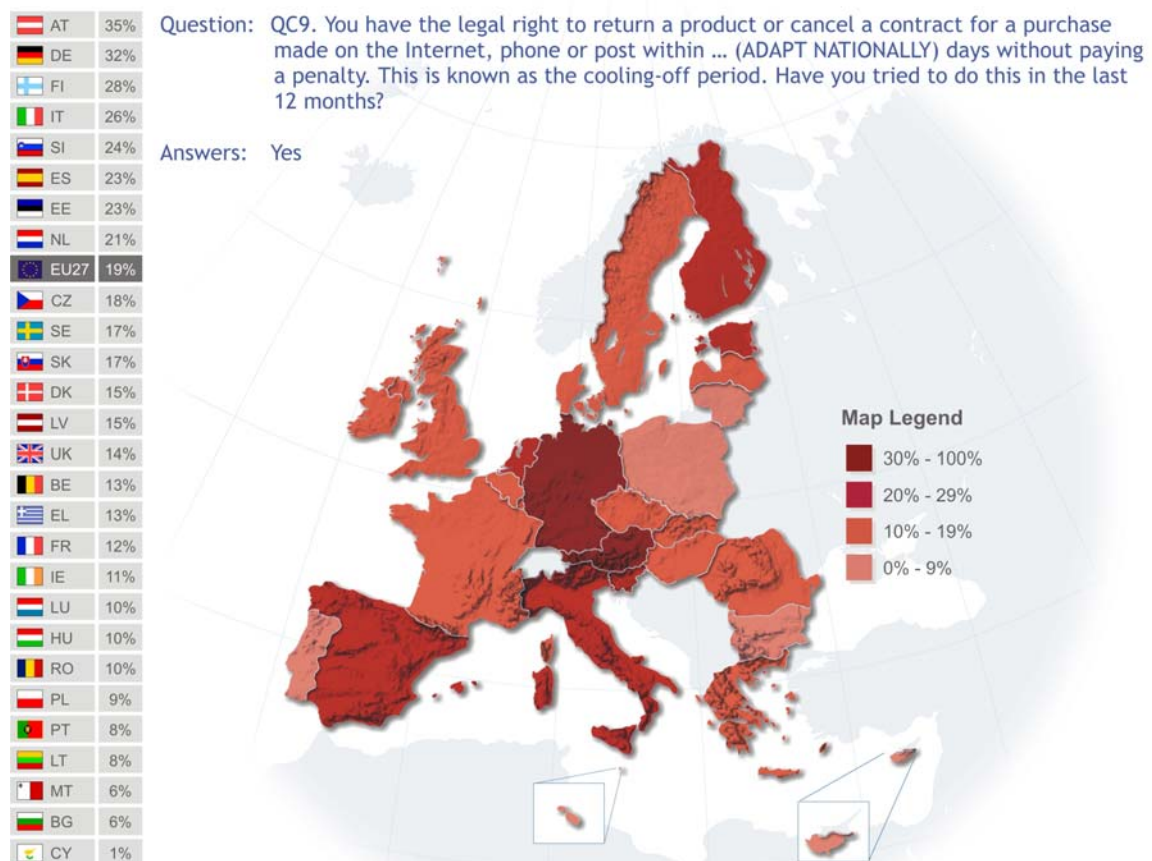 Question: QC9. You have the legal right to return a product or cancel a contract for a purchase
made on the Internet, phone or post within ... (ADAPT NATIONALLY) days without paying
a penalty. This is known as the cooling-off period. Have you tried to do this in the last
12 months?
Answers: Yes
AT 35%
DE 32%
FI 28%
IT 26%
SI 24%
ES 23%
EE 23%
NL 21%
EU27 19%
CZ 18%
SE 17%
SK 17%
DK 15%
LV 15%
UK 14%
BE 13%
EL 13%
FR 12%
IE 11%
LU 10%
HU 10%
RO 10%
PL 9%
PT 8%
LT 8%
MT 6%
BG 6%
CY 1%
Map Legend
30% - 100%
20% - 29%
10% - 19%
0% - 9%